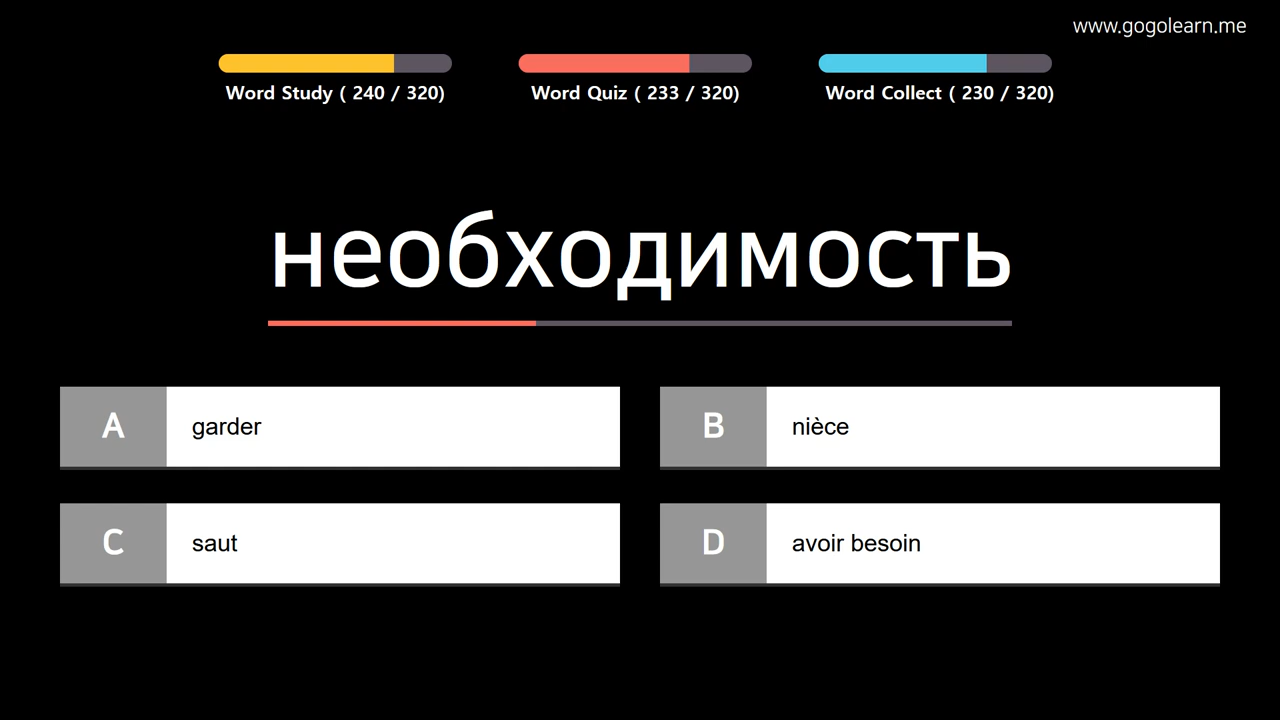 www.gogolearn.me
Word Study ( 240 / 320)
Word Quiz ( 233 / 320)
Word Collect ( 230 / 320)
необходимость
A garder
B nièce
C saut
D avoir besoin